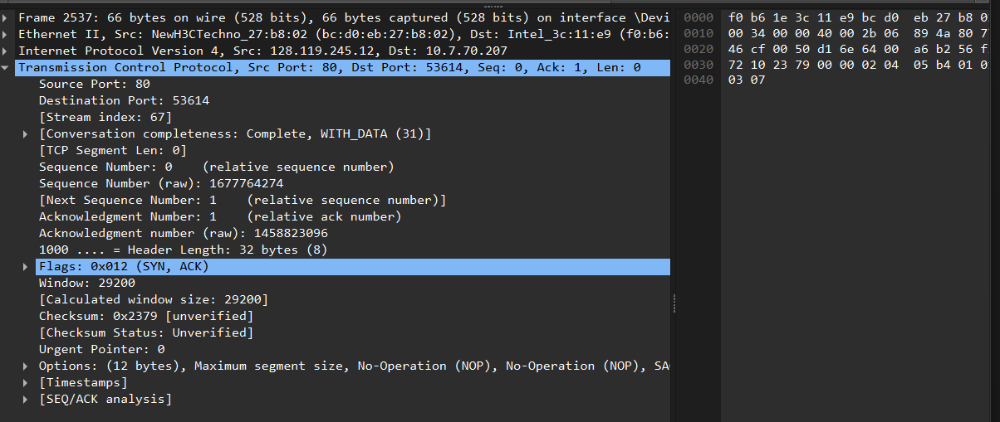 Frame 2537: 66 bytes on wire (528 bits), 66 bytes captured (528 bits) on interface \Devi
Ethernet II, Src: NewH3CTechno_27:b8:02 (bc:d0:eb:27:b8:02), Dst: Intel_3c:11:e9 (f0:b6:
Internet Protocol Version 4, Src: 128.119.245.12, Dst: 10.7.70.207
Transmission Control Protocol, Src Port: 80, Dst Port: 53614, Seq: 0, Ack: 1, Len: 0
Source Port: 80
Destination Port: 53614
[Stream index: 67]
[Conversation completeness: Complete, WITH_DATA (31)]
[TCP Segment Len: 0]
Sequence Number: 0    (relative sequence number)
Sequence Number (raw): 1677764274
[Next Sequence Number: 1    (relative sequence number)]
Acknowledgment Number: 1    (relative ack number)
Acknowledgment number (raw): 1458823096
1000 .... = Header Length: 32 bytes (8)
Flags: 0x012 (SYN, ACK)
Window: 29200
[Calculated window size: 29200]
Checksum: 0x2379 [unverified]
[Checksum Status: Unverified]
Urgent Pointer: 0
Options: (12 bytes), Maximum segment size, No-Operation (NOP), No-Operation (NOP), SA
[Timestamps]
[SEQ/ACK analysis]
0000 f0 b6 1e 3c 11 e9 bc d0 eb 27 b8 0
0010 00 34 00 00 40 00 2b 06 89 4a 80 7
0020 46 cf 00 50 d1 6e 64 00 a6 b2 56 f
0030 72 10 23 79 00 00 02 04 05 b4 01 0
0040 03 07